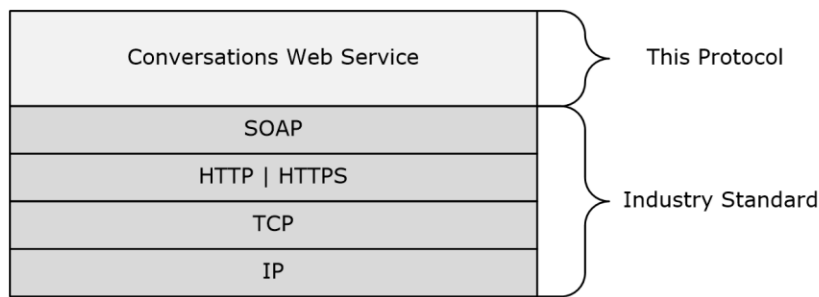 Conversations Web Service
This Protocol
SOAP
HTTP | HTTPS
TCP
IP
Industry Standard